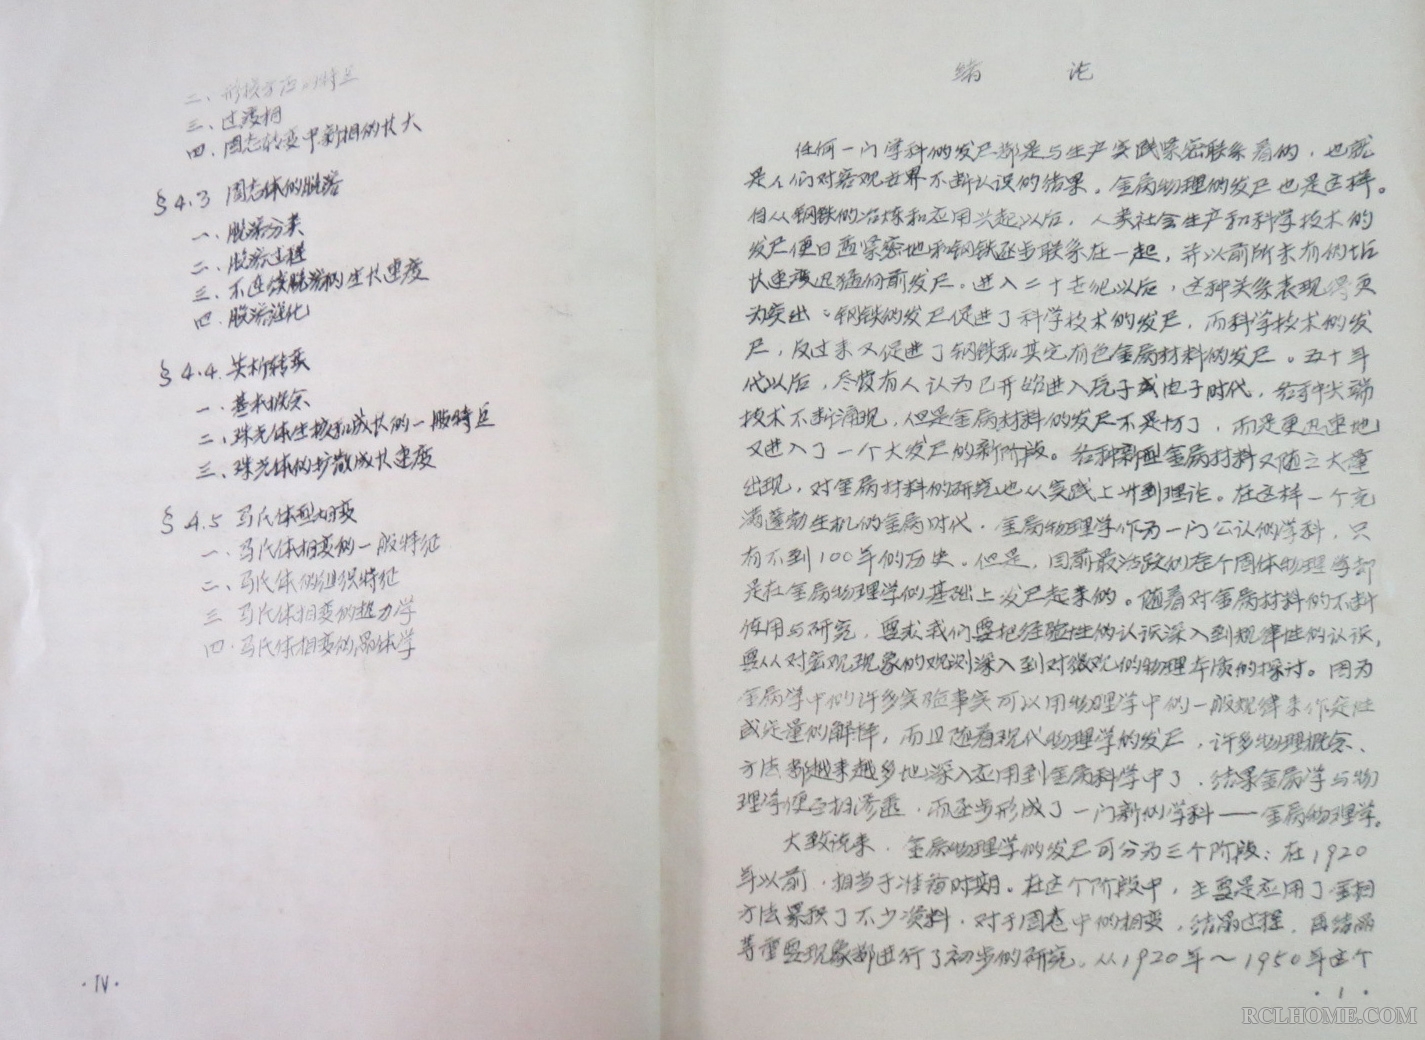 二、形核方面的特点
三、过渡相
四、固态转变中新相的长大
§4.3 固态体的脱溶
一、脱溶分类
二、脱溶过程
三、不连续脱溶的生长速度
四、脱溶强化
§4.4 共析转变
一、基本概念
二、珠光体生核和成长的一般特点
三、珠光体的扩散成长速度
§4.5 马氏体型相变
一、马氏体相变的一般特征
二、马氏体的组织特征
三 马氏体相变的热力学
四、马氏体相变的晶体学
·Ⅳ·
绪 论
任何一门学科的发尸都是与生产实践紧密联系着的，也就
是人们对客观世界不断认识的结果。金属物理的发尸也是这样。
自从钢铁的冶炼和应用兴起以后，人类社会生产和科学技术的
发尸便日益紧密地和钢铁进步联系在一起，并以前所未有的增
长速度迅猛向前发尸。进入二十世纪以后，这种关系表现得更
为突出。钢铁的发尸促进了科学技术的发尸，而科学技术的发
尸，反过来又促进了钢铁和其它有色金属材料的发尸。五十年
代以后，尽管有人认为已开始进入原子或电子时代，各种尖端
技术不断涌现，但是金属材料的发尸不是慢了，而是更迅速地
又进入了一个大发尸的新阶段。各种新型金属材料又随之大量
出现，对金属材料的研究也从实践上升到理论。在这样一个充
满蓬勃生机的金属时代，金属物理学作为一门公认的学科，只
有不到100年的历史。但是，目前最活跃的整个固体物理学却
是在金属物理学的基础上发尸起来的。随着对金属材料的不断
使用与研究，要求我们要把经验性的认识深入到规律性的认识，
要从对宏观现象的观测深入到对微观的物理本质的探讨。因为
金属学中的许多实验事实可以用物理学中的一般规律来作定性
或定量的解释，而且随着现代物理学的发尸，许多物理概念、
方法都越来越多地深入应用到金属科学中了，结果金属学与物
理学便互相渗透，而逐步形成了一门新的学科——金属物理学。
大致说来，金属物理学的发尸可分为三个阶段：在1920
年以前，相当于准备时期。在这个阶段中，主要是应用了金相
方法累积了不少资料，对于固态中的相变，结晶过程，再结晶
等重要现象都进行了初步的研究。从1920年～1950年这个
·1·
RCLHOME.COM